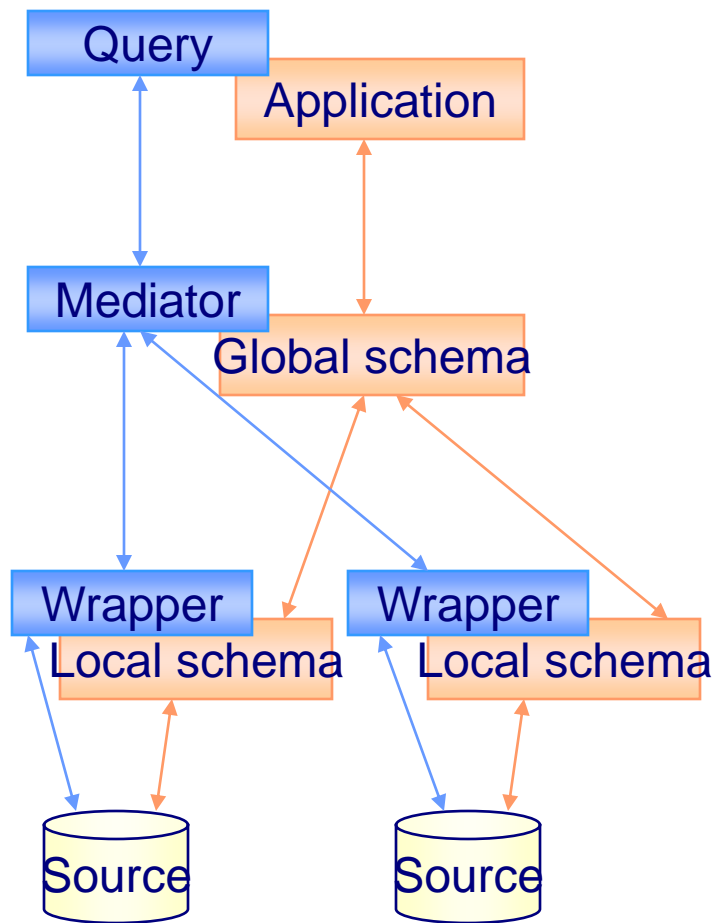 Query
Application
Mediator
Global schema
Wrapper
Wrapper
Local schema
Local schema
Source
Source